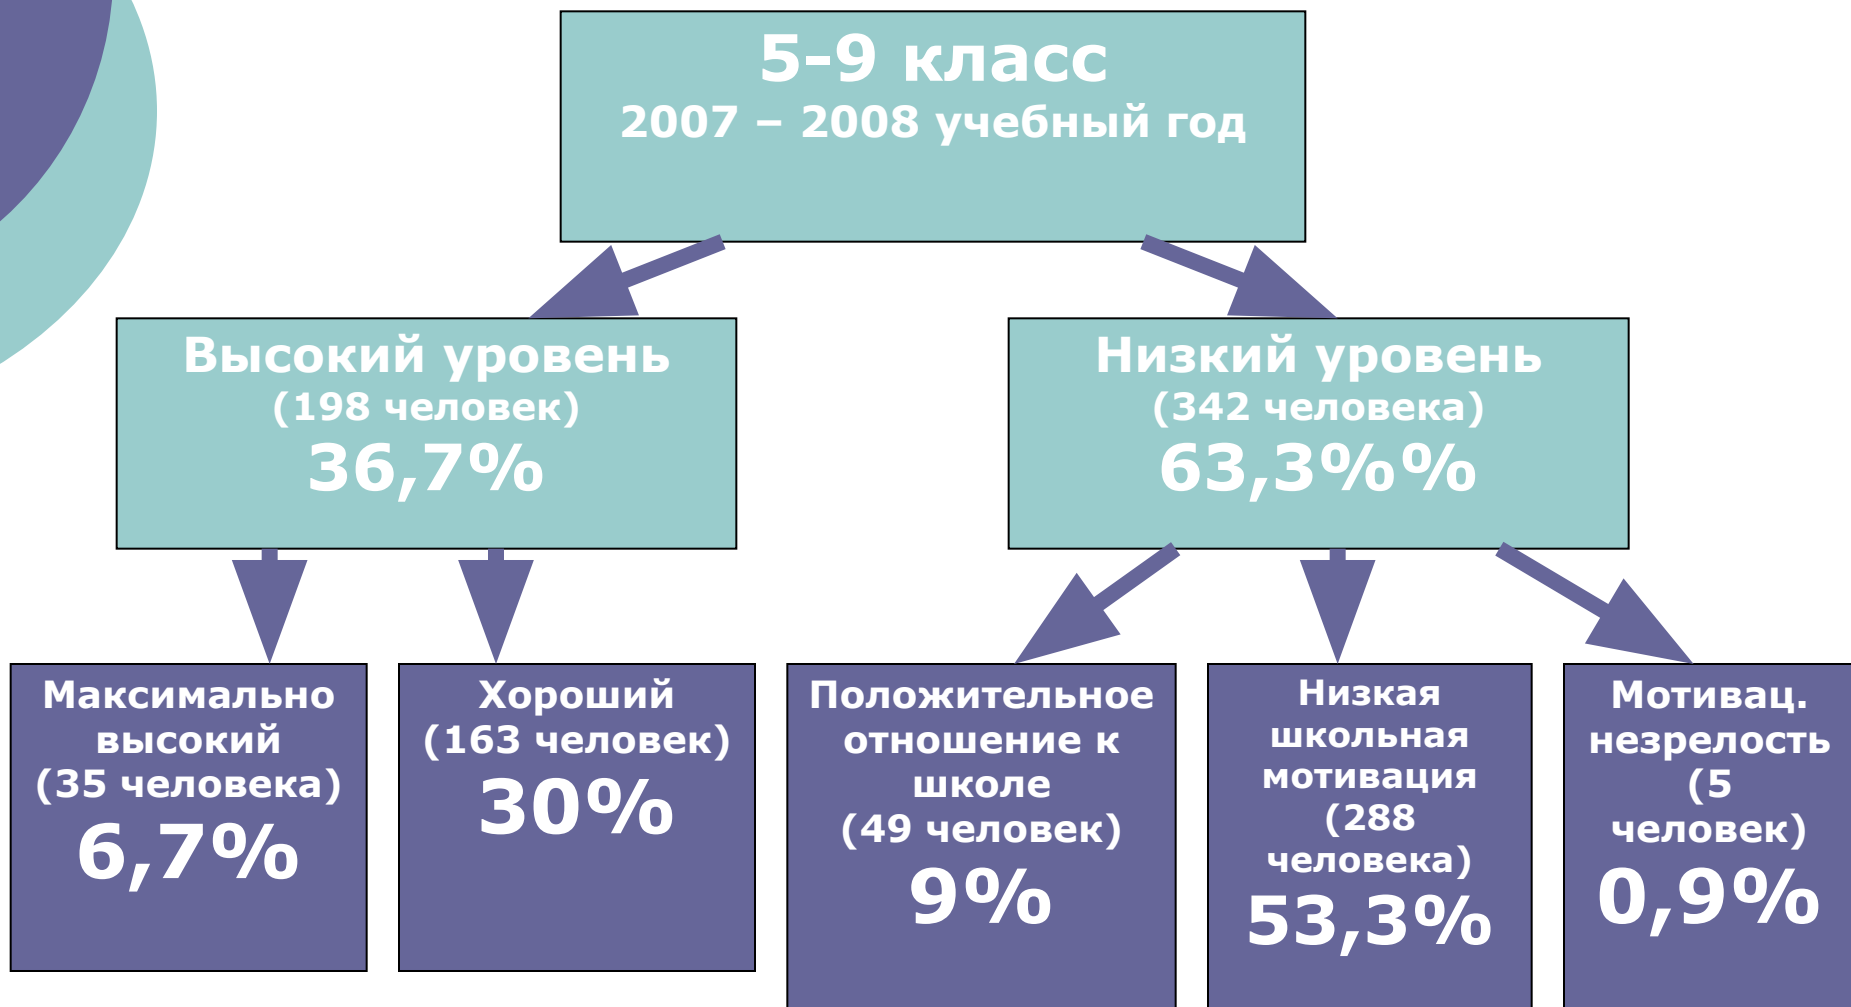 5-9 класс
2007 – 2008 учебный год
Высокий уровень
(198 человек)
36,7%
Низкий уровень
(342 человека)
63,3%%
Максимально
высокий
(35 человека)
6,7%
Хороший
(163 человек)
30%
Положительное
отношение к
школе
(49 человек)
9%
Низкая
школьная
мотивация
(288
человека)
53,3%
Мотивац.
незрелость
(5
человек)
0,9%